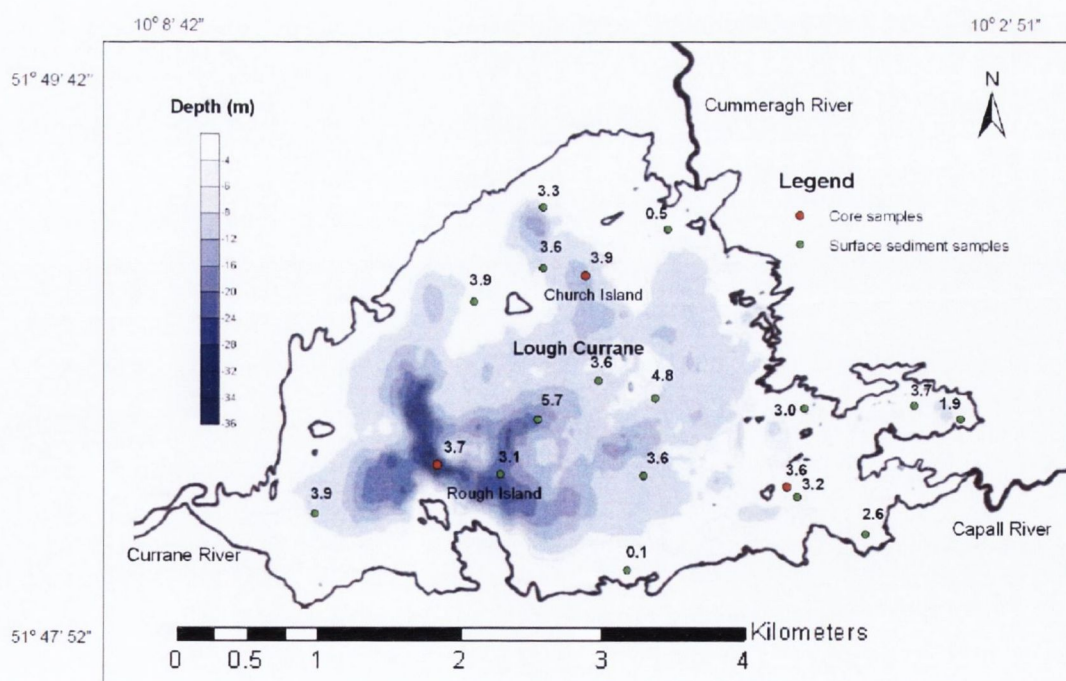 10° 8' 42"
10° 2' 51"
51° 49' 42"
N
Depth (m)
Cummeragh River
4
6
9
12
16
20
24
28
32
34
36
Legend
Core samples
Surface sediment samples
3.3
0.5
3.6
3.9
3.9
Church Island
Lough Currane
3.6
4.8
3.7
3.0
1.9
5.7
3.7
3.1
3.6
3.6
3.2
Rough Island
3.9
2.6
Currane River
Capall River
0.1
51° 47' 52"
Kilometers
0 0.5 1 2 3 4